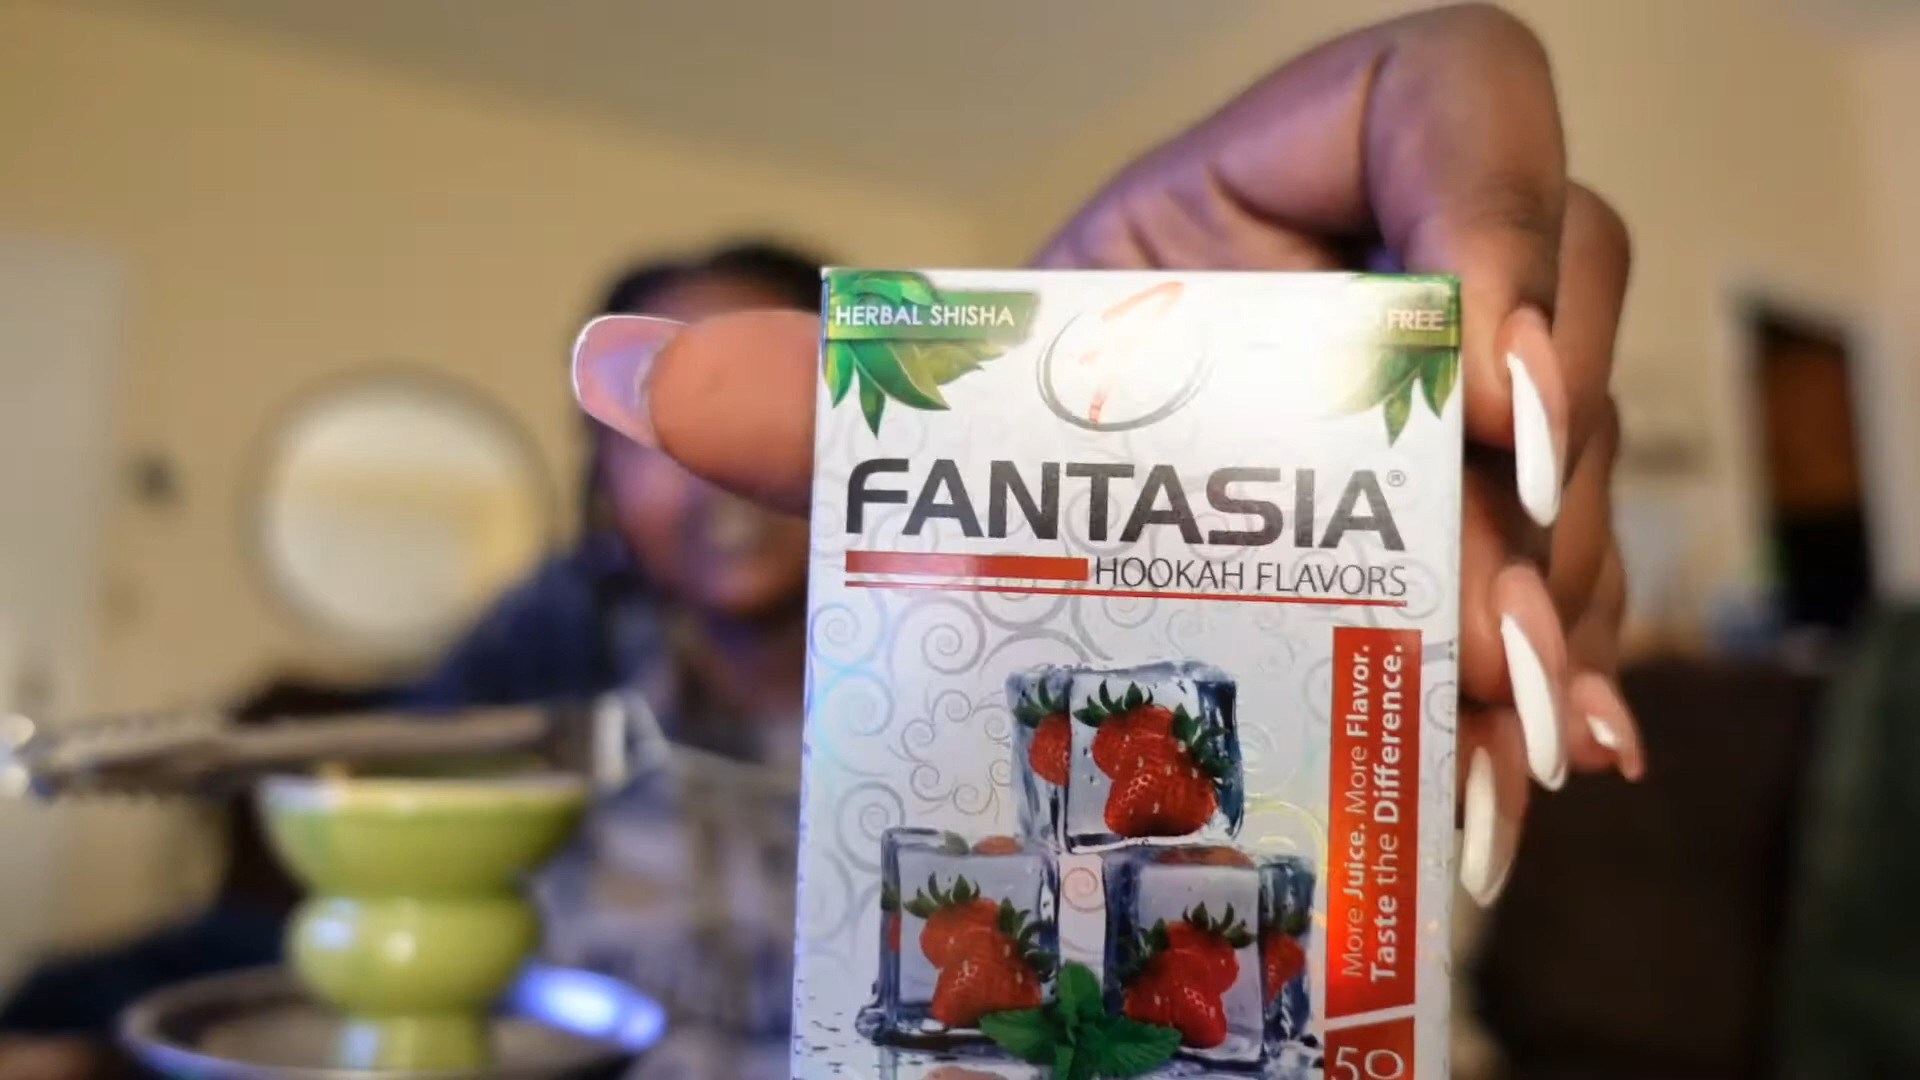 HERBAL SHISHA
FREE
FANTASIA®
HOOKAH FLAVORS
More Juice. More Flavor.
Taste the Difference.
50